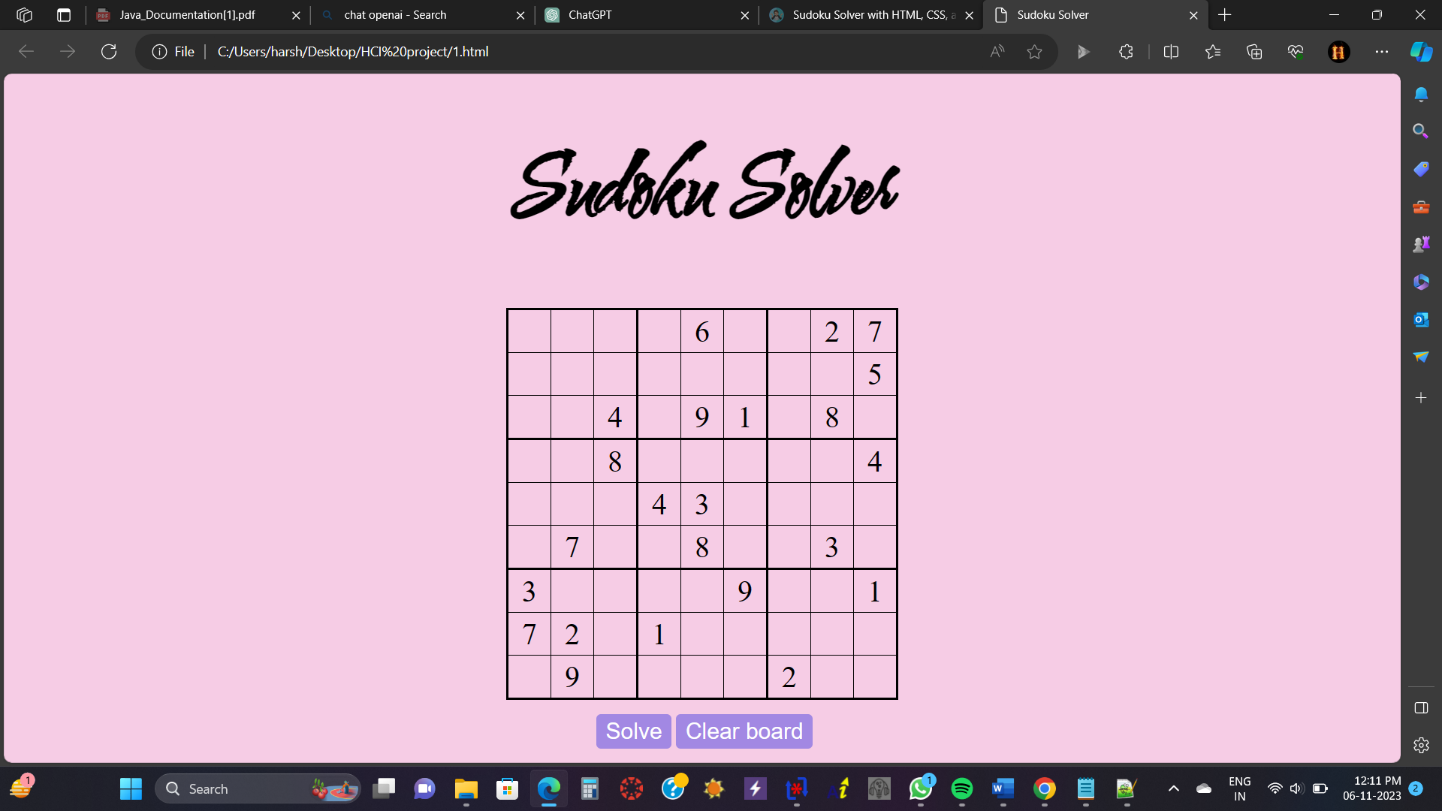 Java_Documentation[1].pdf
chat openai - Search
ChatGPT
Sudoku Solver with HTML, CSS, a
Sudoku Solver
File
C:/Users/harsh/Desktop/HCI%20project/1.html
Sudoku Solver
6 2 7
5
4 9 1 8
8 4
4 3
7 8 3
3 9 1
7 2 1
9 2
Solve Clear board
1
Search
1
ENG
IN
12:11 PM
06-11-2023
2